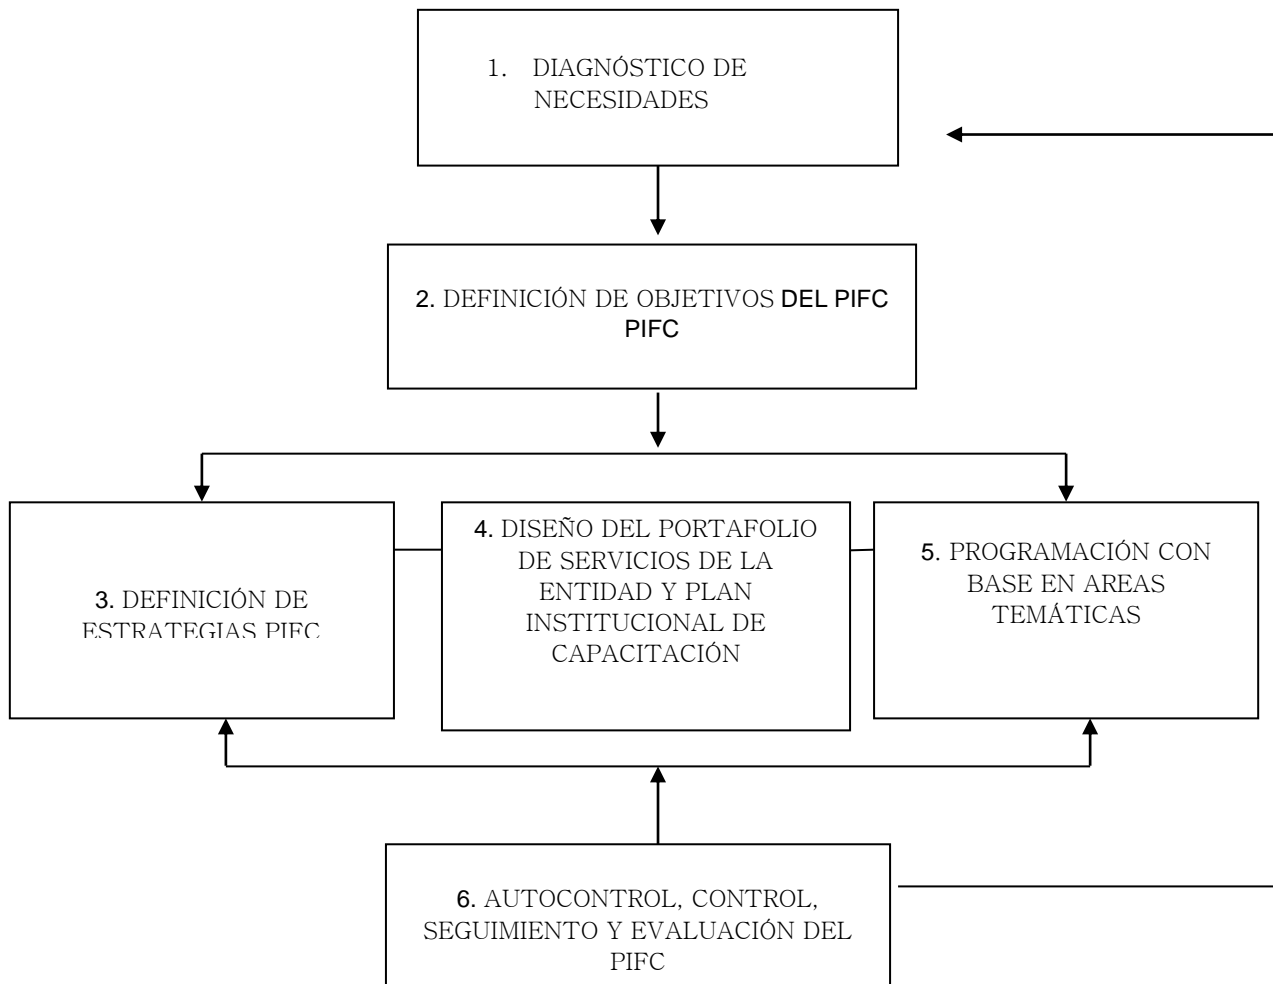 1. DIAGNÓSTICO DE
NECESIDADES
2. DEFINICIÓN DE OBJETIVOS DEL PIFC
PIFC
3. DEFINICIÓN DE
ESTRATEGIAS PIFC
4. DISEÑO DEL PORTAFOLIO
DE SERVICIOS DE LA
ENTIDAD Y PLAN
INSTITUCIONAL DE
CAPACITACIÓN
5. PROGRAMACIÓN CON
BASE EN AREAS
TEMÁTICAS
6. AUTOCONTROL, CONTROL,
SEGUIMIENTO Y EVALUACIÓN DEL
PIFC